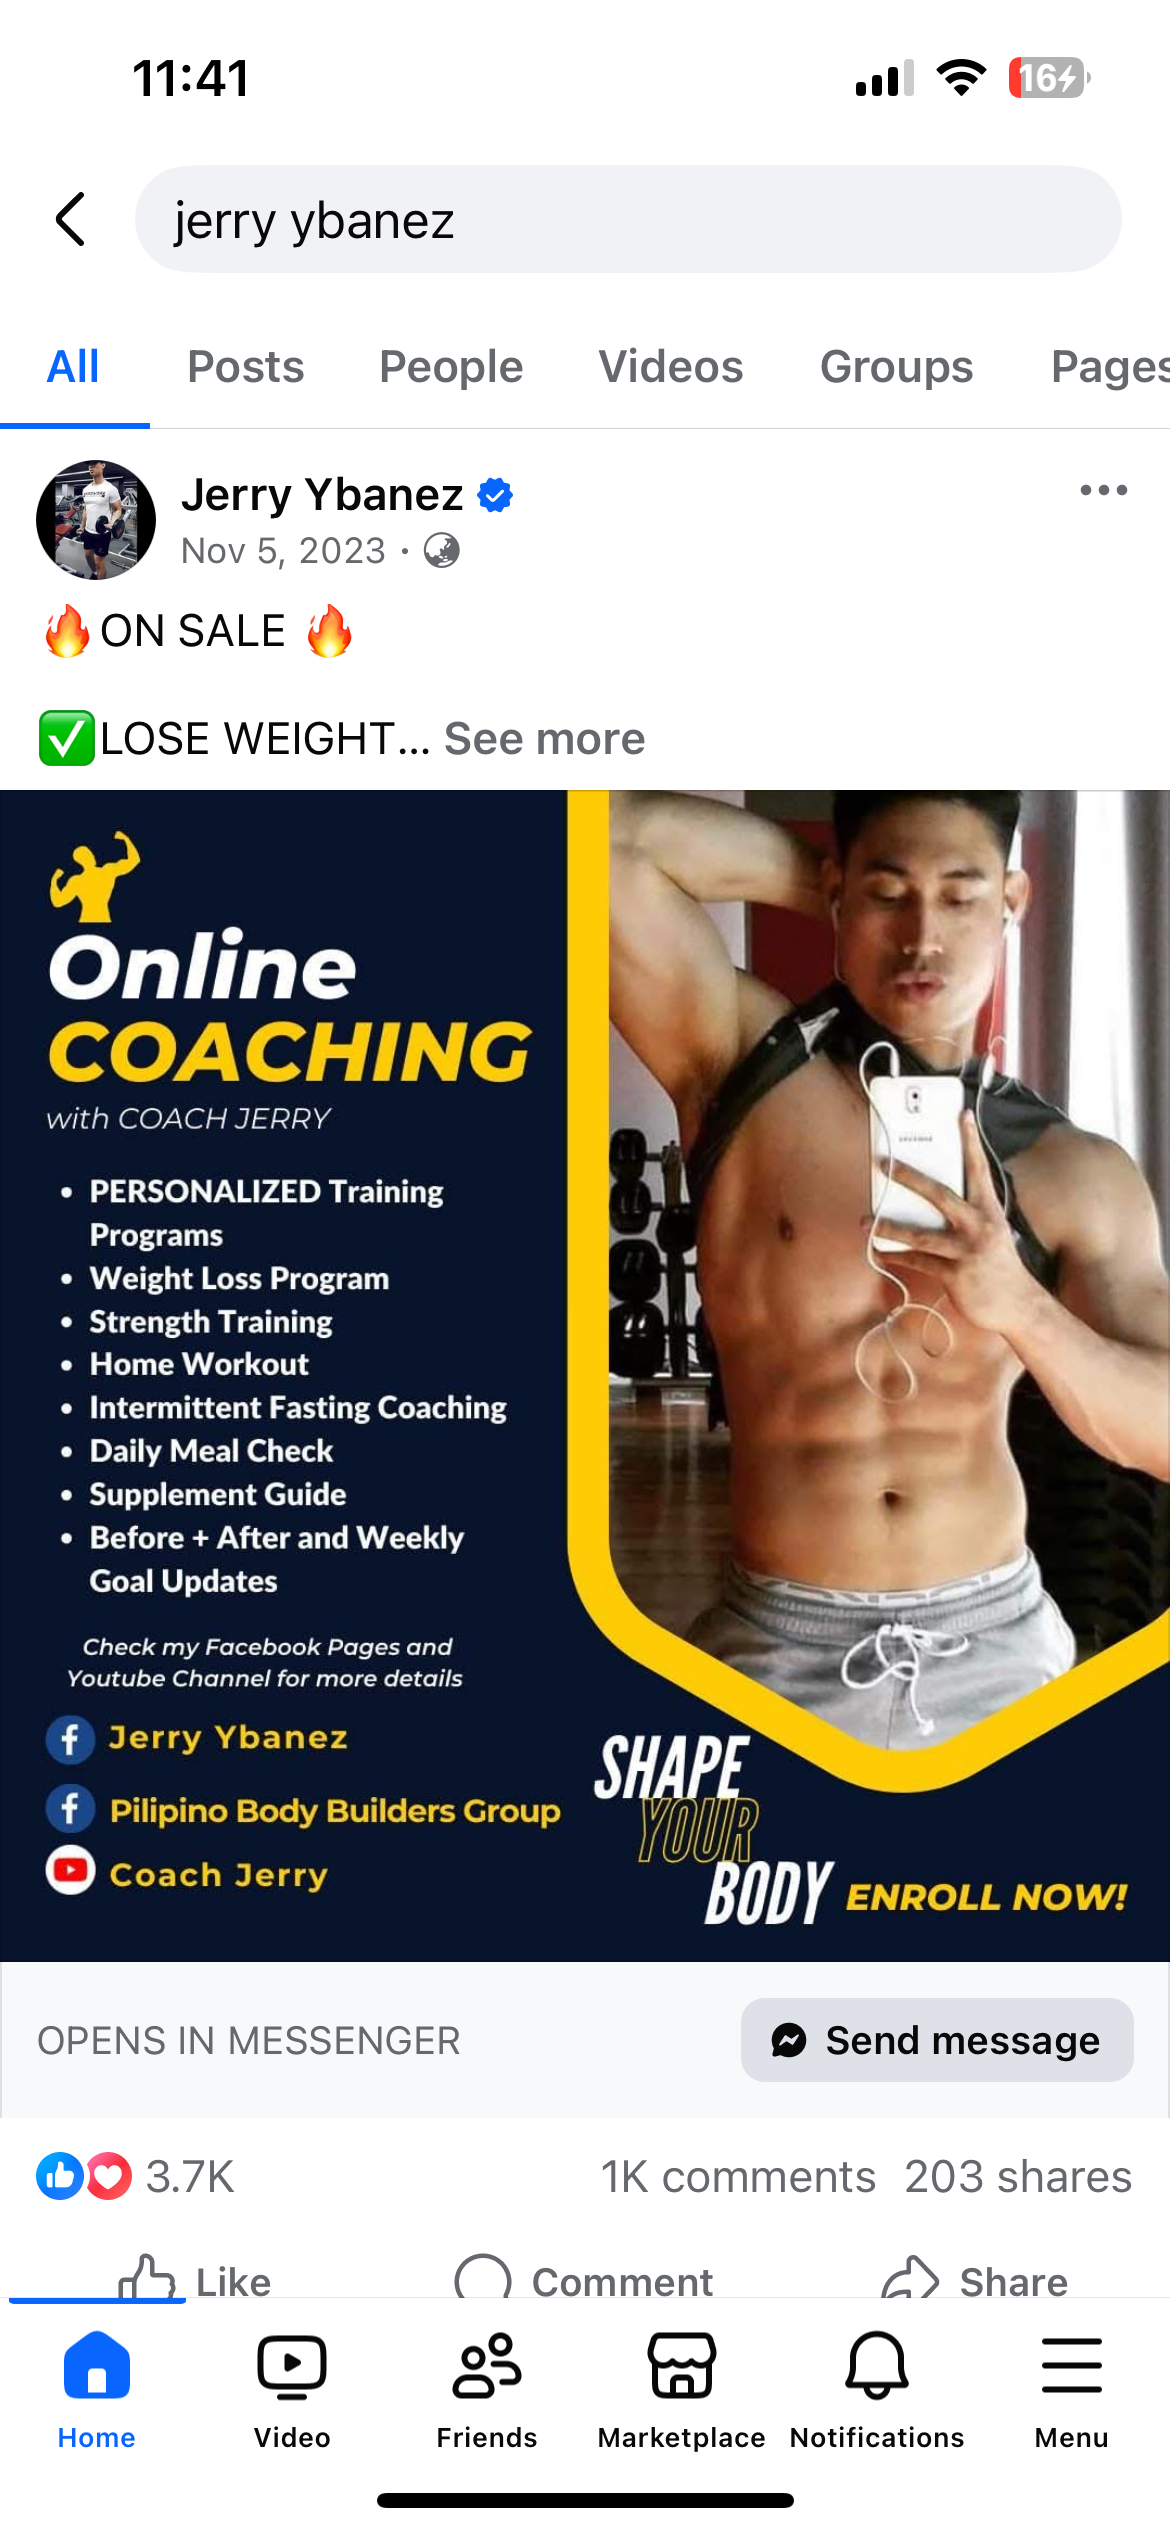 11:41
16
jerry ybanez
All Posts People Videos Groups Pages
Jerry Ybanez
Nov 5, 2023 ·
🔥ON SALE 🔥
✅LOSE WEIGHT... See more
Online
COACHING
with COACH JERRY
• PERSONALIZED Training
Programs
• Weight Loss Program
• Strength Training
• Home Workout
• Intermittent Fasting Coaching
• Daily Meal Check
• Supplement Guide
• Before + After and Weekly
Goal Updates
Check my Facebook Pages and
Youtube Channel for more details
Jerry Ybanez
Pilipino Body Builders Group
Coach Jerry
SHAPE
YOUR
BODY
ENROLL NOW!
OPENS IN MESSENGER
Send message
3.7K 1K comments 203 shares
Like Comment Share
Home Video Friends Marketplace Notifications Menu